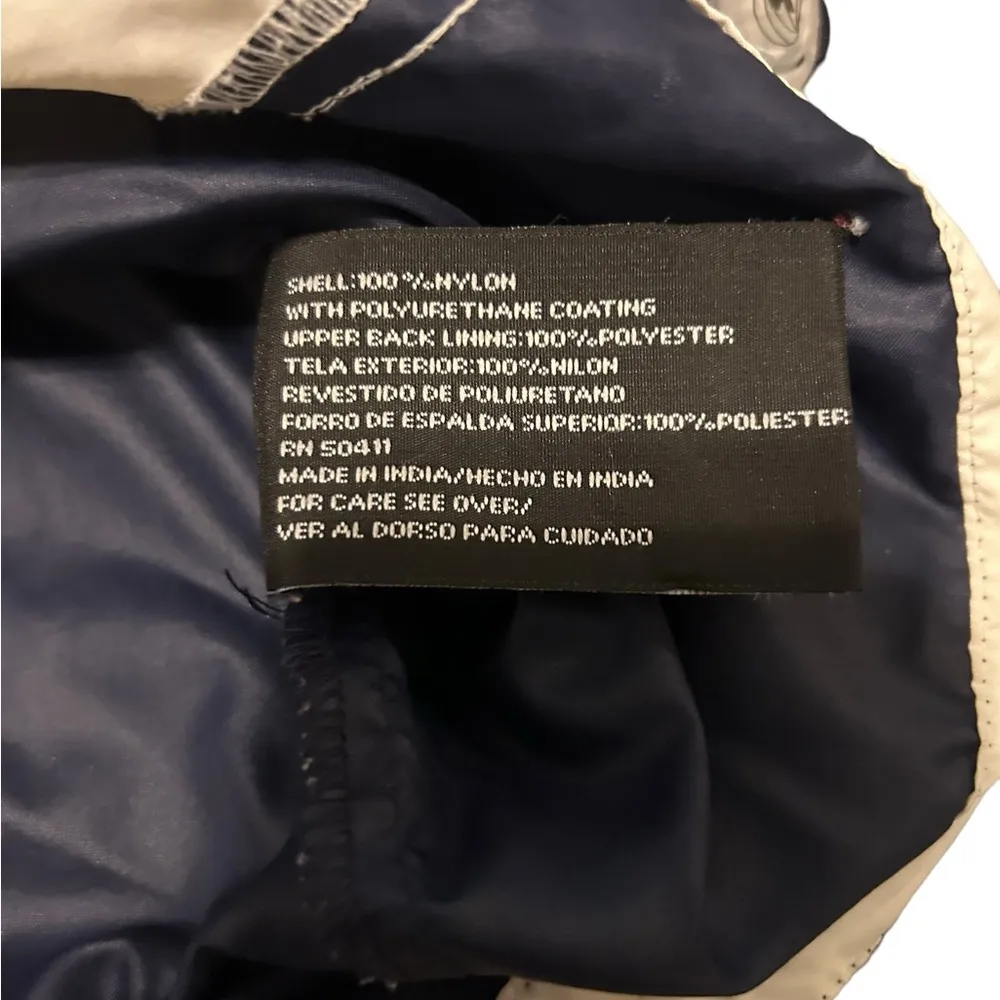 SHELL:100%NYLON
WITH POLYURETHANE COATING
UPPER BACK LINING:100%POLYESTER
TELA EXTERIOR:100%NILON
REVESTIDO DE POLIURETANO
FORRO DE ESPALDA SUPERIOR:100%POLIESTER
RN 50411
MADE IN INDIA/HECHO EN INDIA
FOR CARE SEE OVER/
VER AL DORSO PARA CUIDADO